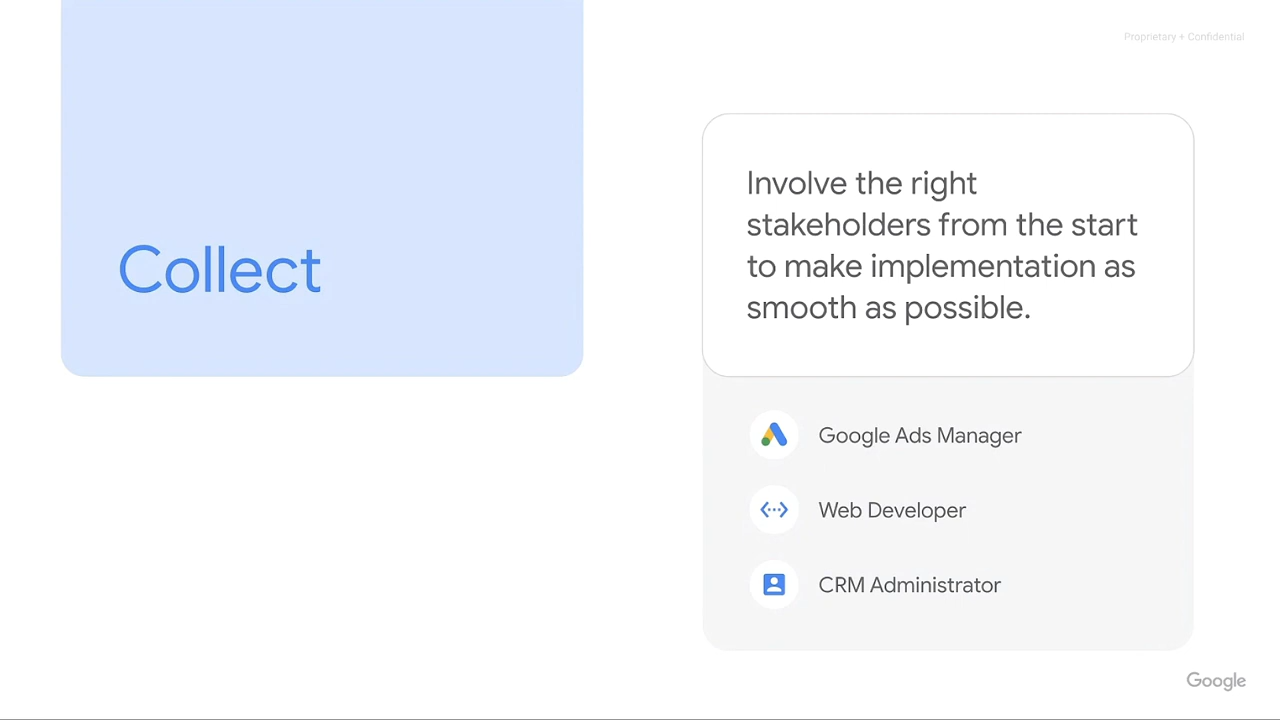 Proprietary + Confidential
Collect
Involve the right
stakeholders from the start
to make implementation as
smooth as possible.
Google Ads Manager
Web Developer
CRM Administrator
Google